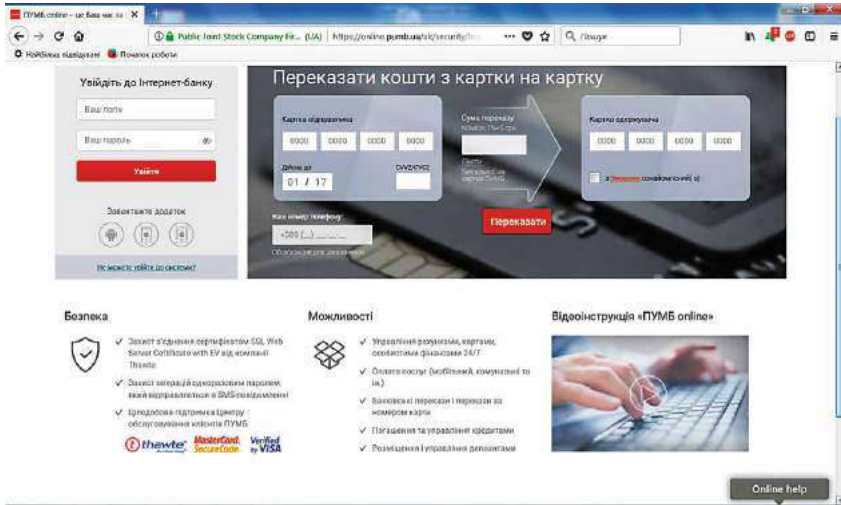 ПУМБ online – це Ваш час та
Public Joint Stock Company Fir... (UA)
https://online.pumb.ua/
Пошук
Найбільш відвідувані
Початок роботи
Увійдіть до Інтернет-банку
Ваш логін
Ваш пароль
Увійти
Завантажте додаток
Не можете увійти до системи?
Переказати кошти з картки на картку
Картка відправника
0000 0000 0000 0000
Дійсна до
CVV2/CVC2
01 / 17
Ваш номер телефону:
Сума переказу
Картка одержувача
0000 0000 0000 0000
з Умовами ознайомлений(а)
Переказати
Безпека
Захист з'єднання сертифікатом SSL Web
Server Certificate with EV від компанії
Thawte
Захист операцій одноразовим паролем,
який відправляється в SMS-повідомленні
Цілодобова підтримка Центру
обслуговування клієнтів ПУМБ
thawte
MasterCard.
SecureCode.
Verified
by VISA
Можливості
Управління рахунками, картами,
особистими фінансами 24/7
Оплата послуг (мобільний, комунальні та
ін.)
Банківські перекази і перекази за
номером карти
Погашення та управління кредитами
Розміщення і управління депозитами
Відеоінструкція «ПУМБ online»
Online help